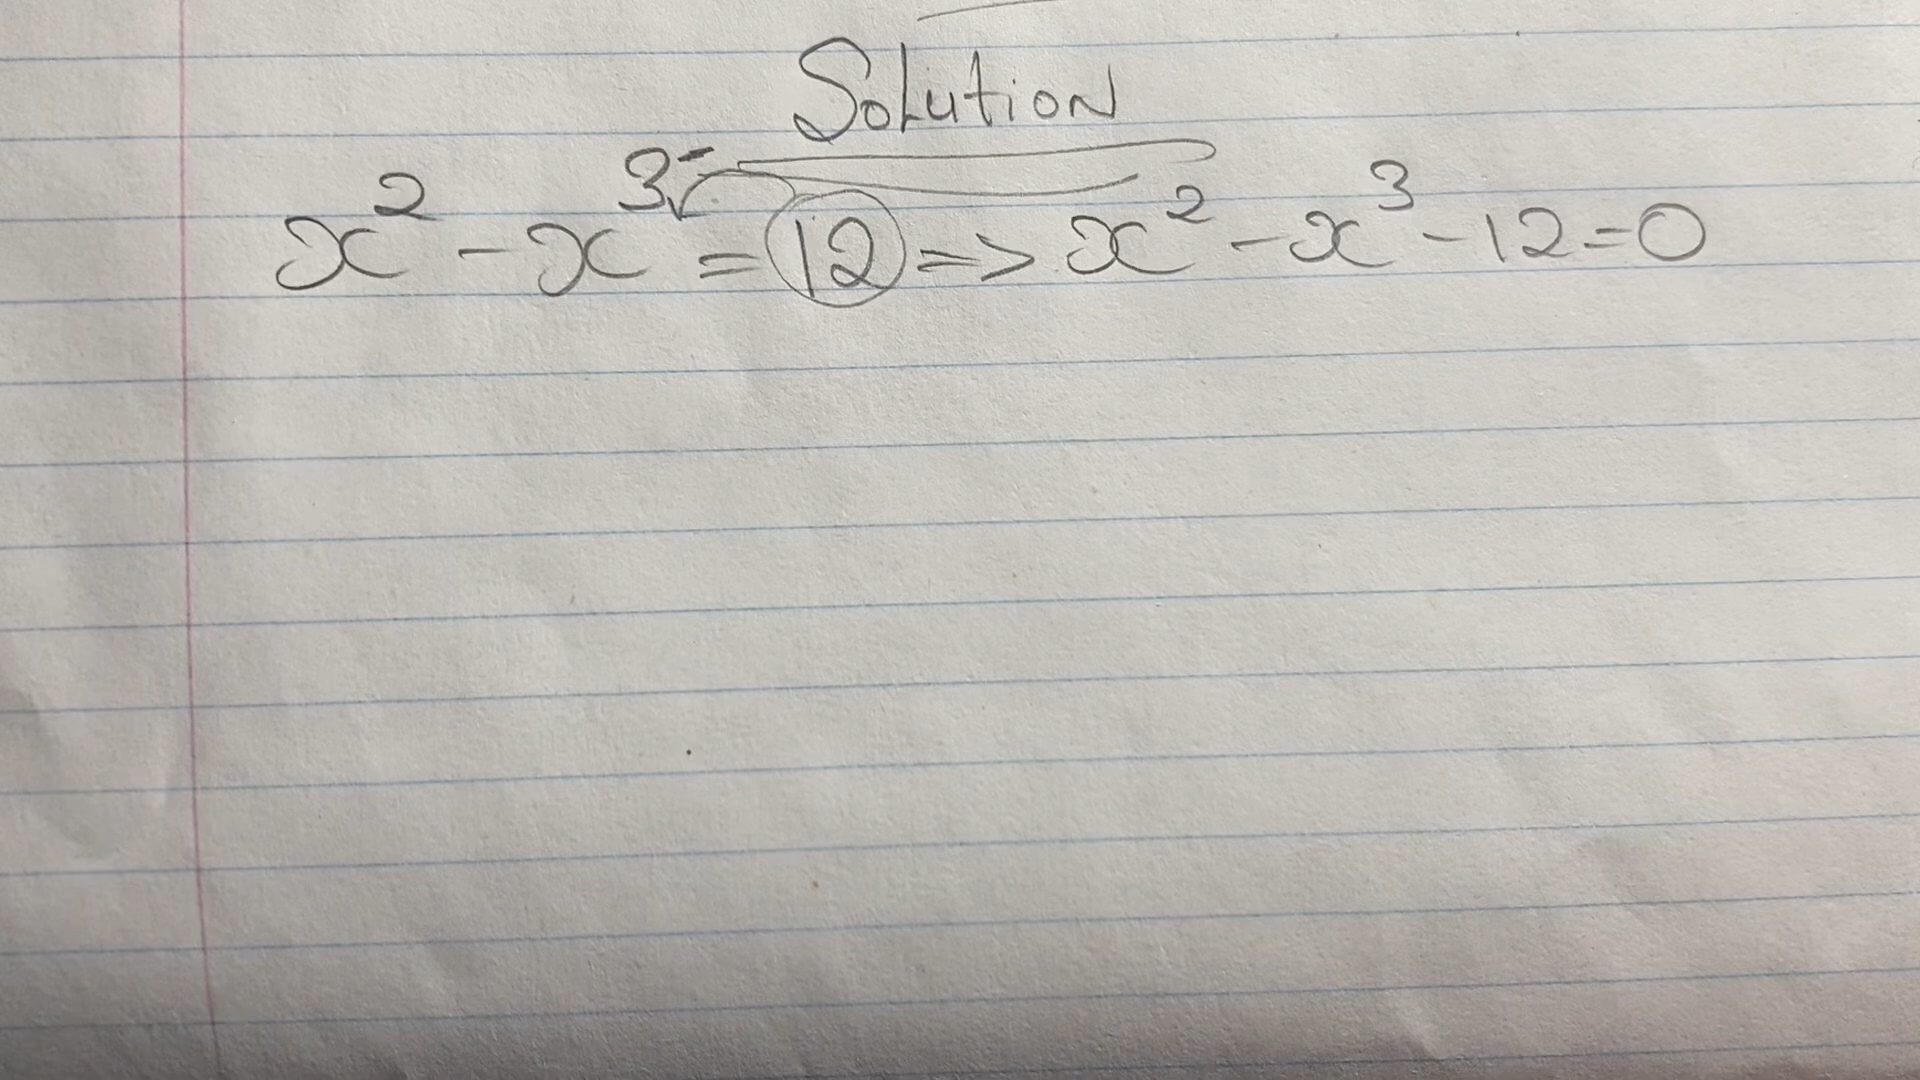 Solution
x² - x³ = 12 => x² - x³ - 12 = 0